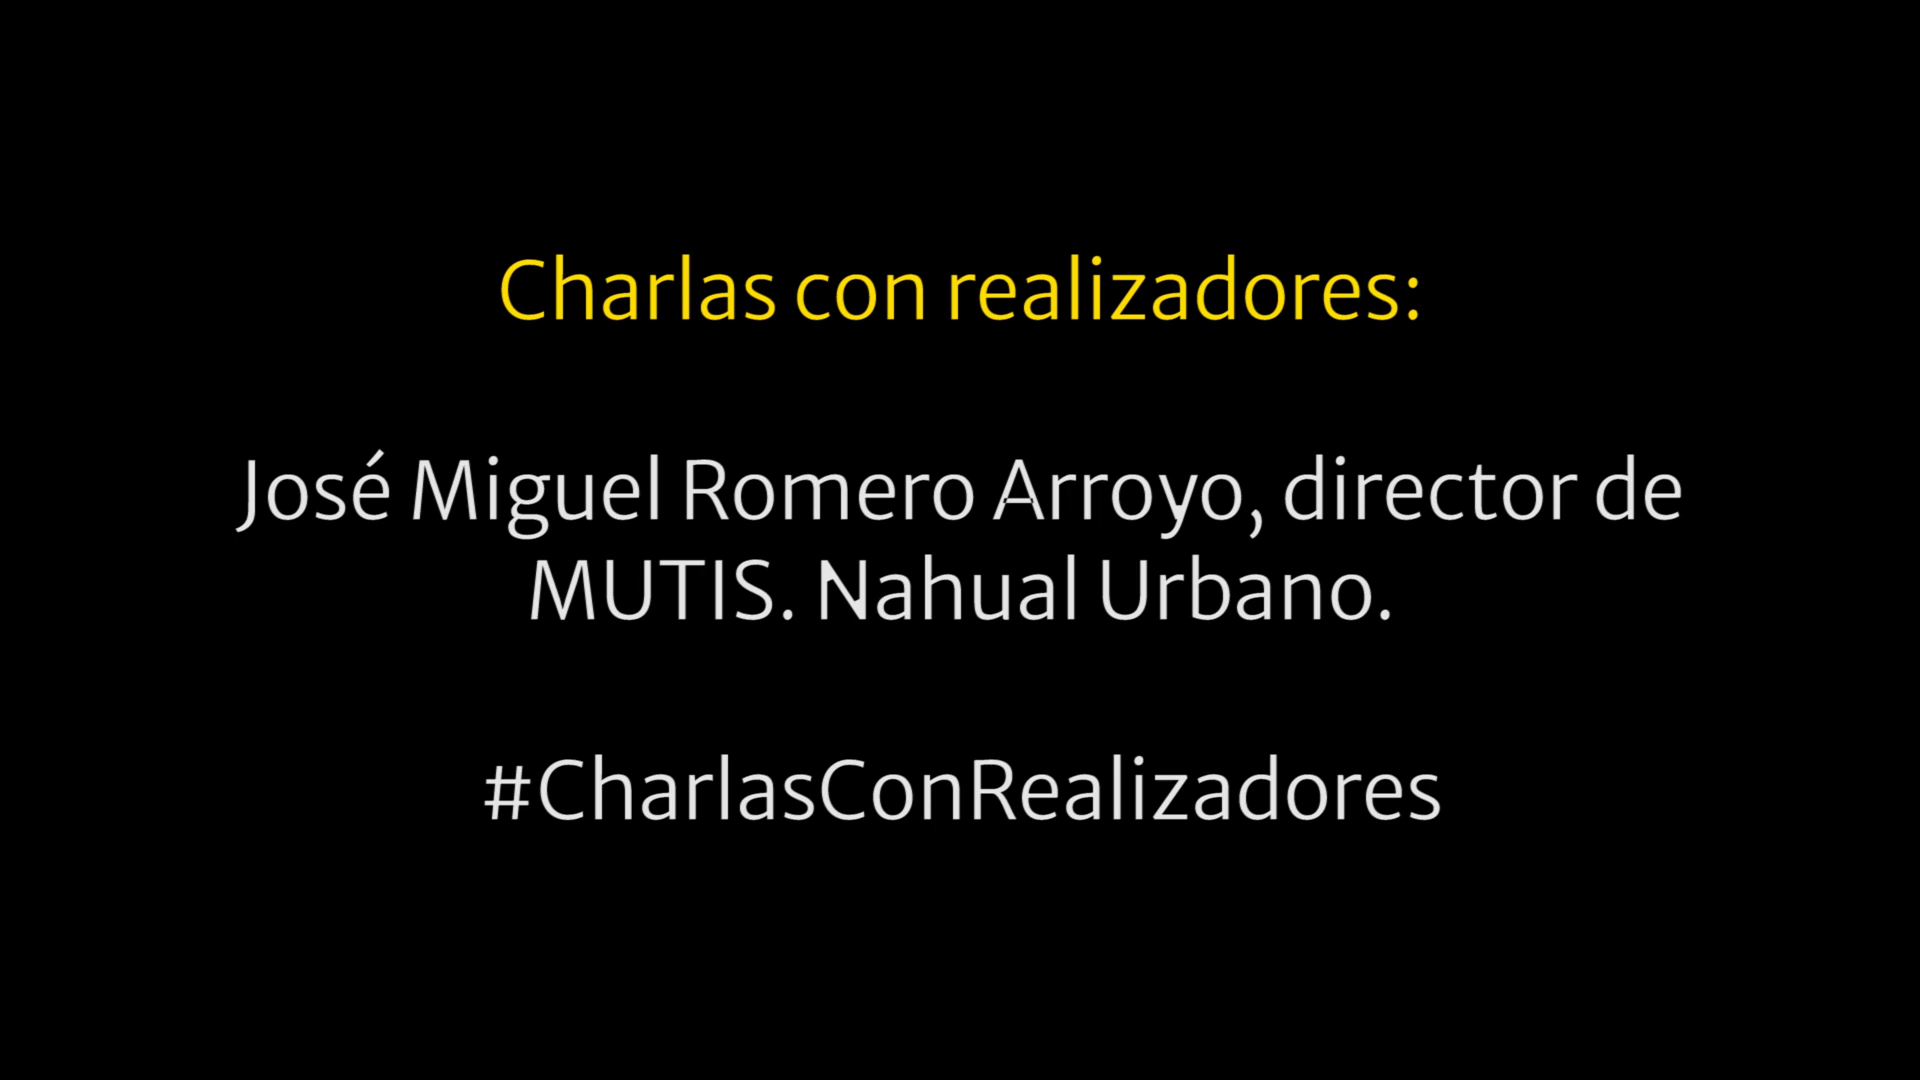 Charlas con realizadores:
José Miguel Romero Arroyo, director de
MUTIS. Nahual Urbano.
#CharlasConRealizadores